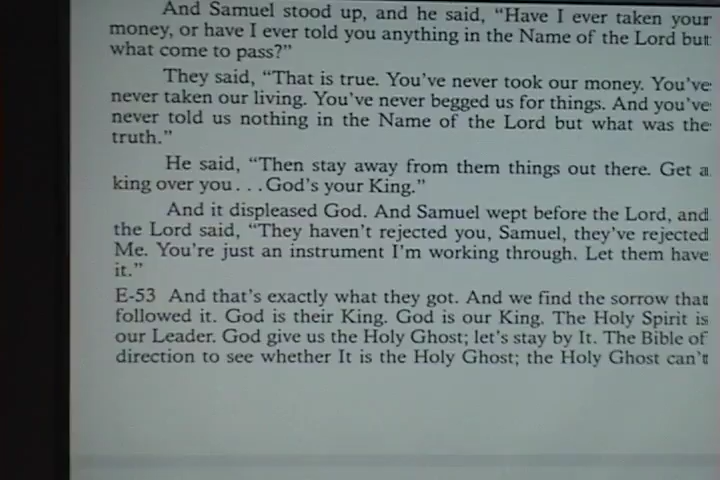 And Samuel stood up, and he said, “Have I ever taken your
money, or have I ever told you anything in the Name of the Lord but
what come to pass?”
They said, “That is true. You’ve never took our money. You’ve
never taken our living. You’ve never begged us for things. And you’ve
never told us nothing in the Name of the Lord but what was the
truth.”
He said, “Then stay away from them things out there. Get a
king over you. . .God’s your King.”
And it displeased God. And Samuel wept before the Lord, and
the Lord said, “They haven’t rejected you, Samuel, they’ve rejected
Me. You’re just an instrument I’m working through. Let them have
it.”
E-53 And that’s exactly what they got. And we find the sorrow that
followed it. God is their King. God is our King. The Holy Spirit is
our Leader. God give us the Holy Ghost; let’s stay by It. The Bible of
direction to see whether It is the Holy Ghost; the Holy Ghost can’t